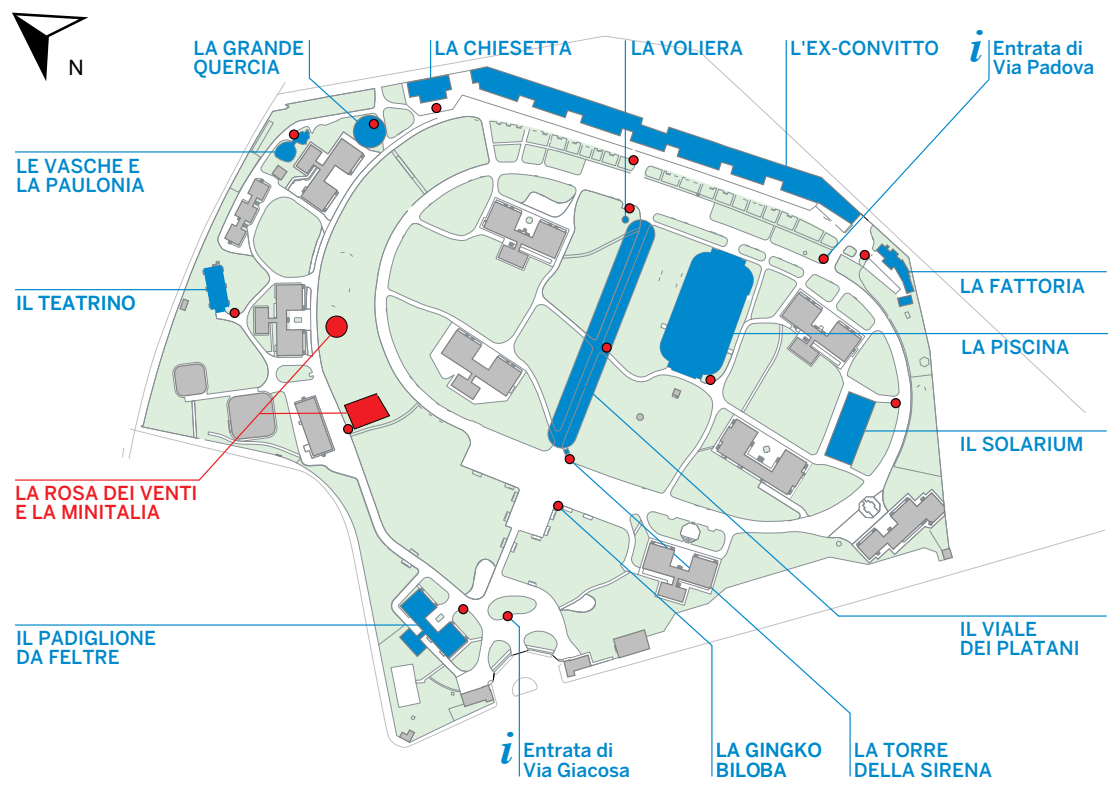 N
LA GRANDE
QUERCIA
LA CHIESETTA
LA VOLIERA
L'EX-CONVITTO
i Entrata di
Via Padova
LE VASCHE E
LA PAULONIA
IL TEATRINO
LA FATTORIA
LA PISCINA
IL SOLARIUM
LA ROSA DEI VENTI
E LA MINITALIA
IL PADIGLIONE
DA FELTRE
IL VIALE
DEI PLATANI
i Entrata di
Via Giacosa
LA GINGKO
BILOBA
LA TORRE
DELLA SIRENA